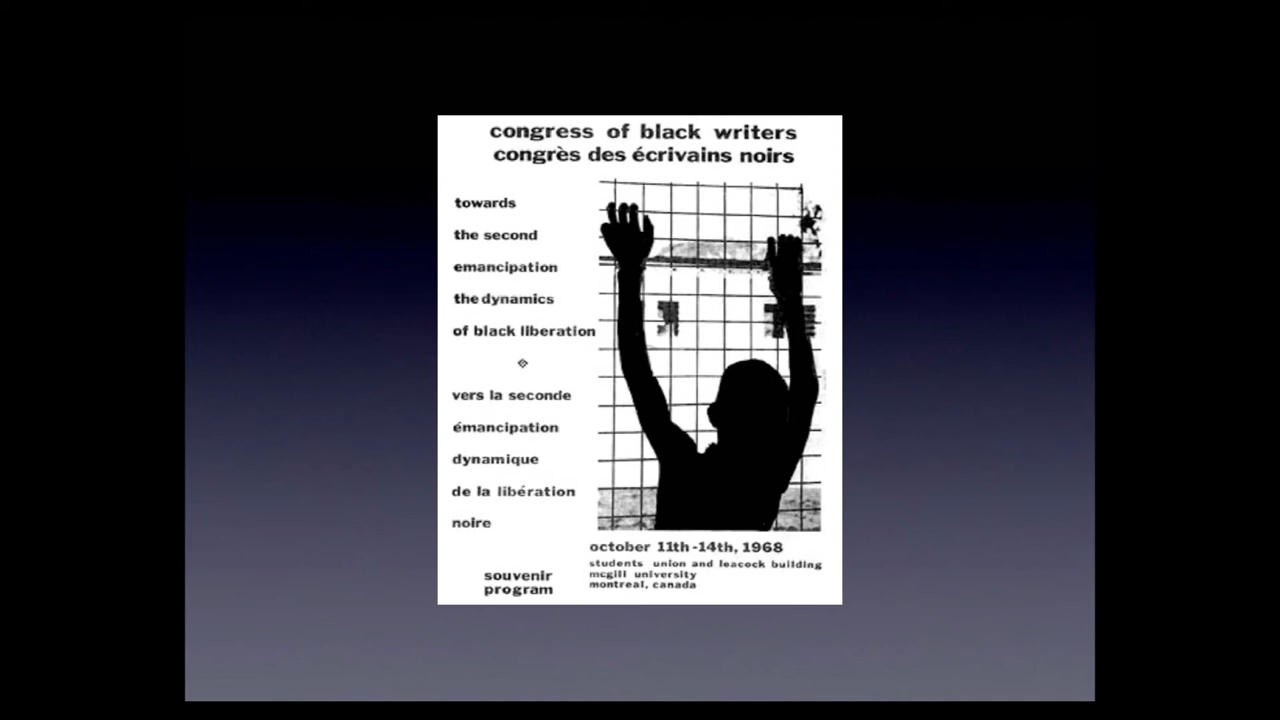 congress of black writers
congrès des écrivains noirs
towards
the second
emancipation
the dynamics
of black liberation
vers la seconde
émancipation
dynamique
de la libération
noire
october 11th-14th, 1968
students union and leacock building
mcgill university
montreal, canada
souvenir
program